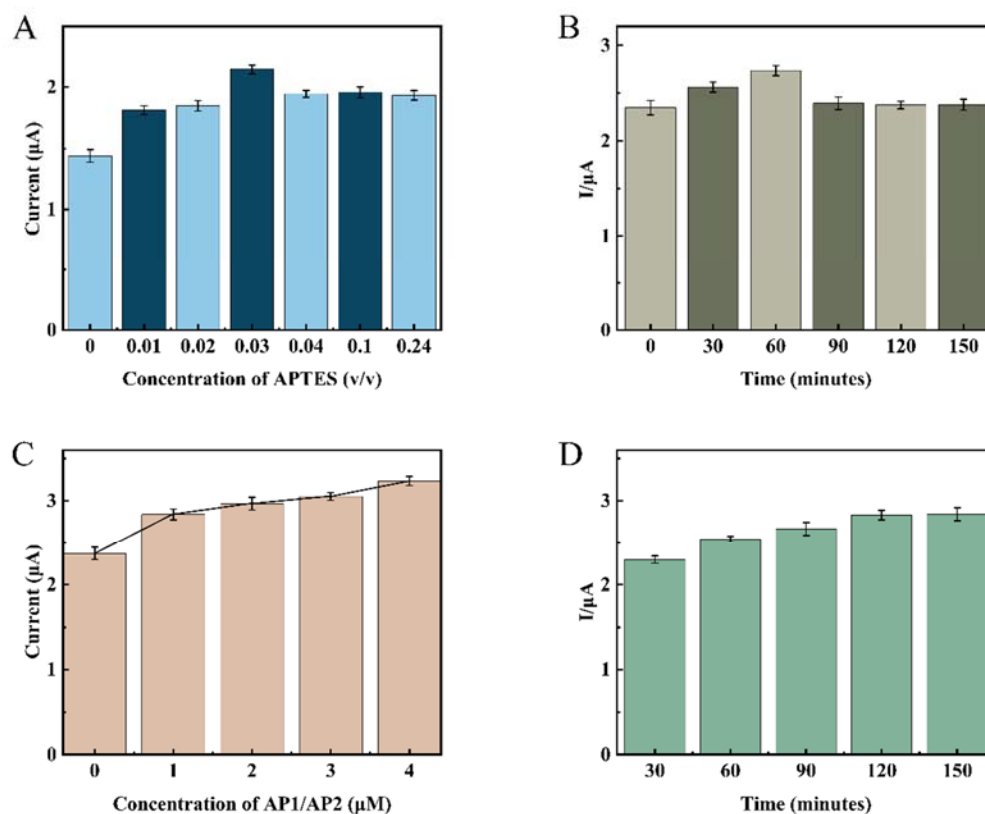 A
Current (μA)
2
1
0
0 0.01 0.02 0.03 0.04 0.1 0.24
Concentration of APTES (v/v)
B
I/μA
3
2
1
0
0 30 60 90 120 150
Time (minutes)
C
Current (μA)
3
2
1
0
0 1 2 3 4
Concentration of AP1/AP2 (μM)
D
I/μA
3
2
1
0
30 60 90 120 150
Time (minutes)